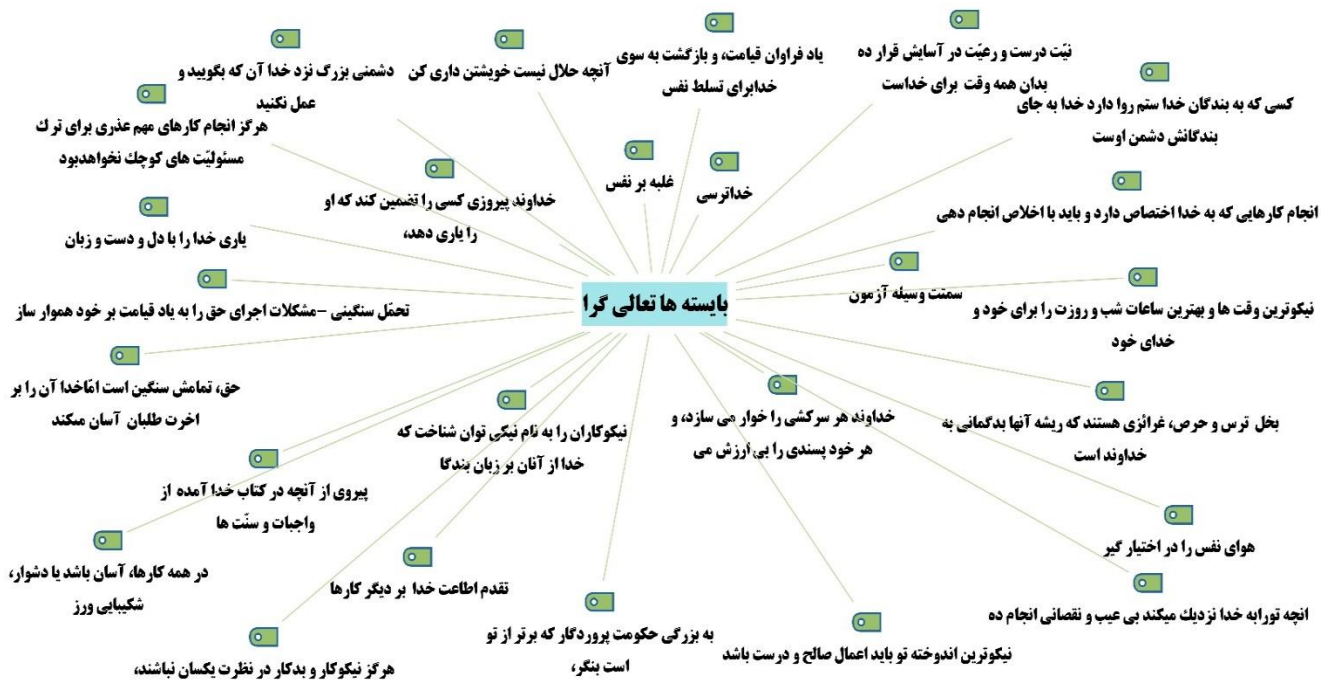 نیّت درست و رعیّت در آسایش قرار ده
بدان همه وقت برای خداست
یاد فراوان قیامت، و بازگشت به سوی
خدابرای تسلط نفس
آنچه حلال نیست خویشتن داری کن
دشمنی بزرگ نزد خدا آن که بگویید و
عمل نکنید
کسی که به بندگان خدا ستم روا دارد خدا به جای
بندگانش دشمن اوست
هرگز انجام کارهای مهم عذری برای ترك
مسئولیّت های کوچك نخواهدبود
خداترسی
غلبه بر نفس
خداوند پیروزی کسی را تضمین کند که او
را یاری دهد،
انجام کارهایی که به خدا اختصاص دارد و باید با اخلاص انجام دهی
یاری خدا را با دل و دست و زبان
سمتت وسیله آزمون
نیکوترین وقت ها و بهترین ساعات شب و روزت را برای خود و
خدای خود
بایسته ها تعالی گرا
تحمّل سنگینی -مشکلات اجرای حق را به یاد قیامت بر خود هموار ساز
حق، تمامش سنگین است امّاخدا آن را بر
اخرت طلبان آسان میکند
بخل ترس و حرص، غرائزی هستند که ریشه آنها بدگمانی به
خداوند است
خداوند هر سرکشی را خوار می سازد، و
هر خود پسندی را بی ارزش می
نیکوکاران را به نام نیکی توان شناخت که
خدا از آنان بر زبان بندگا
پیروی از آنچه در کتاب خدا آمده از
واجبات و سنّت ها
هوای نفس را در اختیار گیر
در همه کارها، آسان باشد یا دشوار،
شکیبایی ورز
تقدم اطاعت خدا بر دیگر کارها
انچه تورابه خدا نزدیك میکند بی عیب و نقصانی انجام ده
به بزرگی حکومت پروردگار که برتر از تو
است بنگر،
نیکوترین اندوخته تو باید اعمال صالح و درست باشد
هرگز نیکوکار و بدکار در نظرت یکسان نباشند،